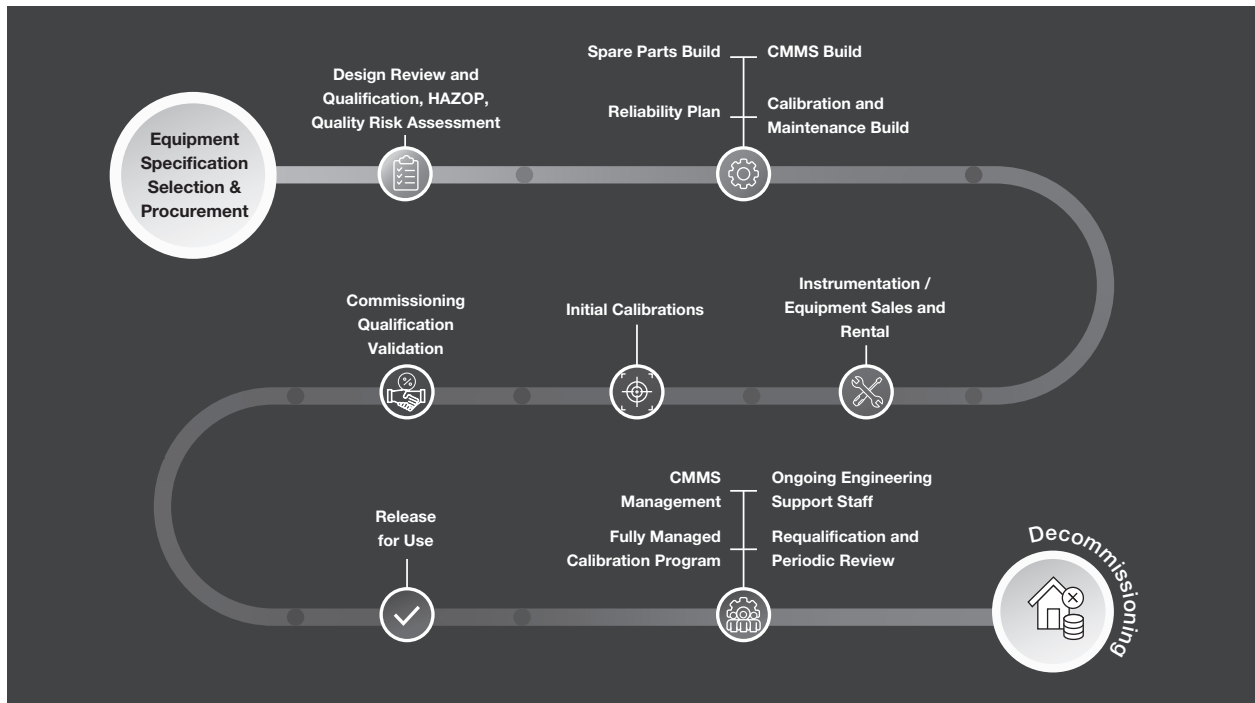 Equipment
Specification
Selection &
Procurement
Design Review and
Qualification, HAZOP,
Quality Risk Assessment
Spare Parts Build
CMMS Build
Reliability Plan
Calibration and
Maintenance Build
Instrumentation /
Equipment Sales and
Rental
Initial Calibrations
Commissioning
Qualification
Validation
%
Release
for Use
CMMS
Management
Ongoing Engineering
Support Staff
Fully Managed
Calibration Program
Requalification and
Periodic Review
Decommissioning